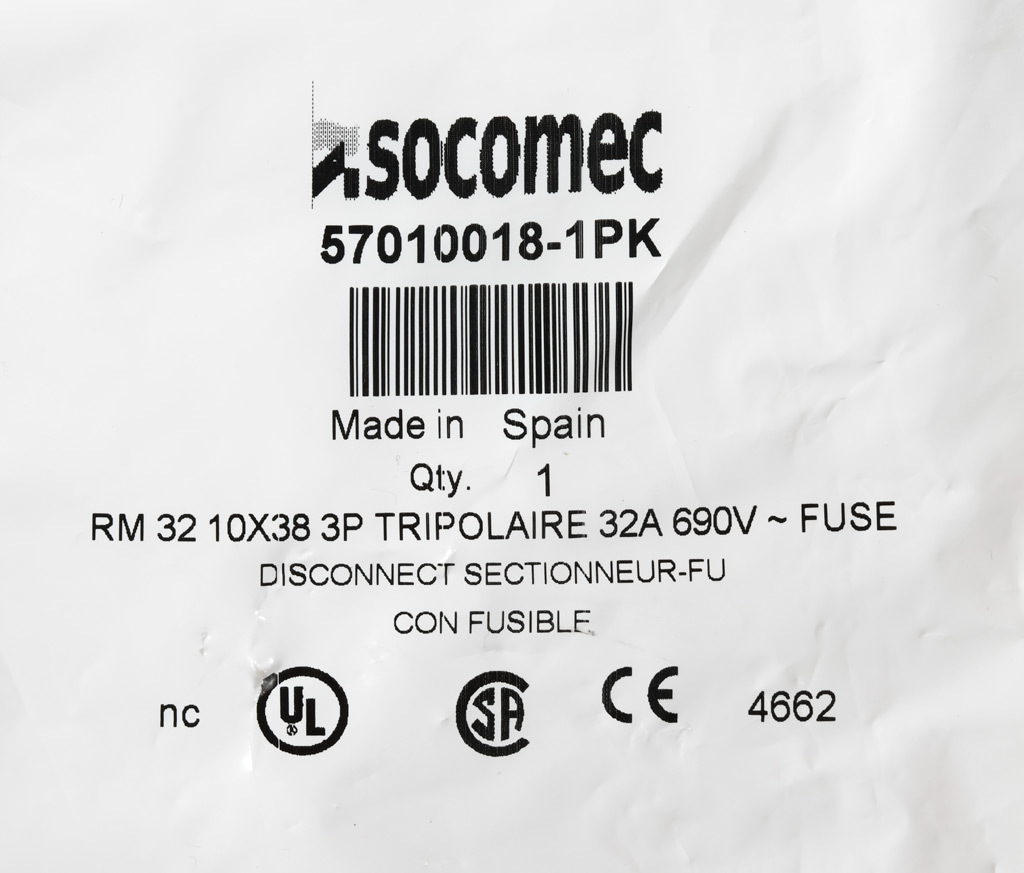 socomec
57010018-1PK
Made in Spain
Qty. 1
RM 32 10X38 3P TRIPOLAIRE 32A 690V ~ FUSE
DISCONNECT SECTIONNEUR-FU
CON FUSIBLE
nc UL SA CE 4662